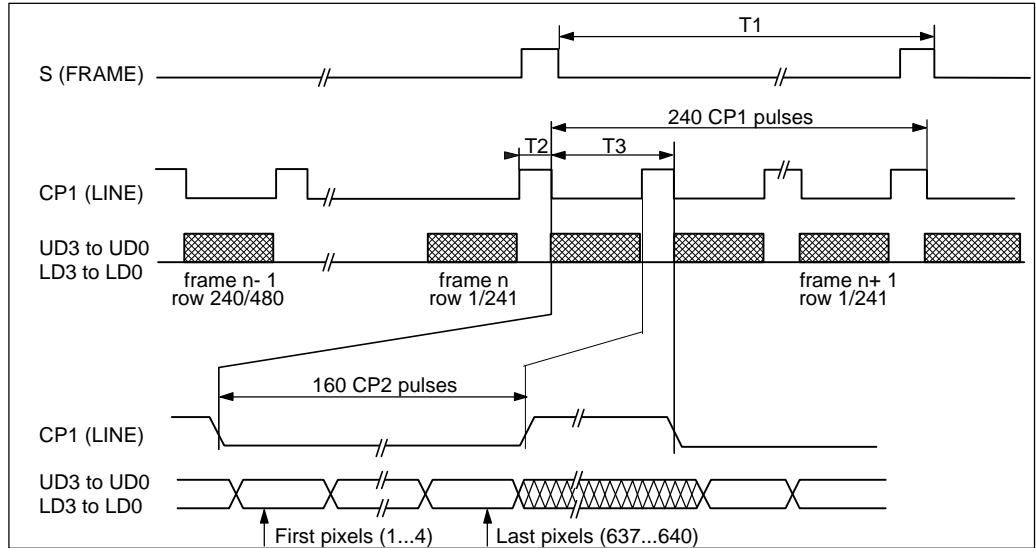 T1
S (FRAME)
240 CP1 pulses
T2
T3
CP1 (LINE)
UD3 to UD0
LD3 to LD0
frame n- 1
row 240/480
frame n
row 1/241
frame n+ 1
row 1/241
160 CP2 pulses
CP1 (LINE)
UD3 to UD0
LD3 to LD0
First pixels (1...4)
Last pixels (637...640)